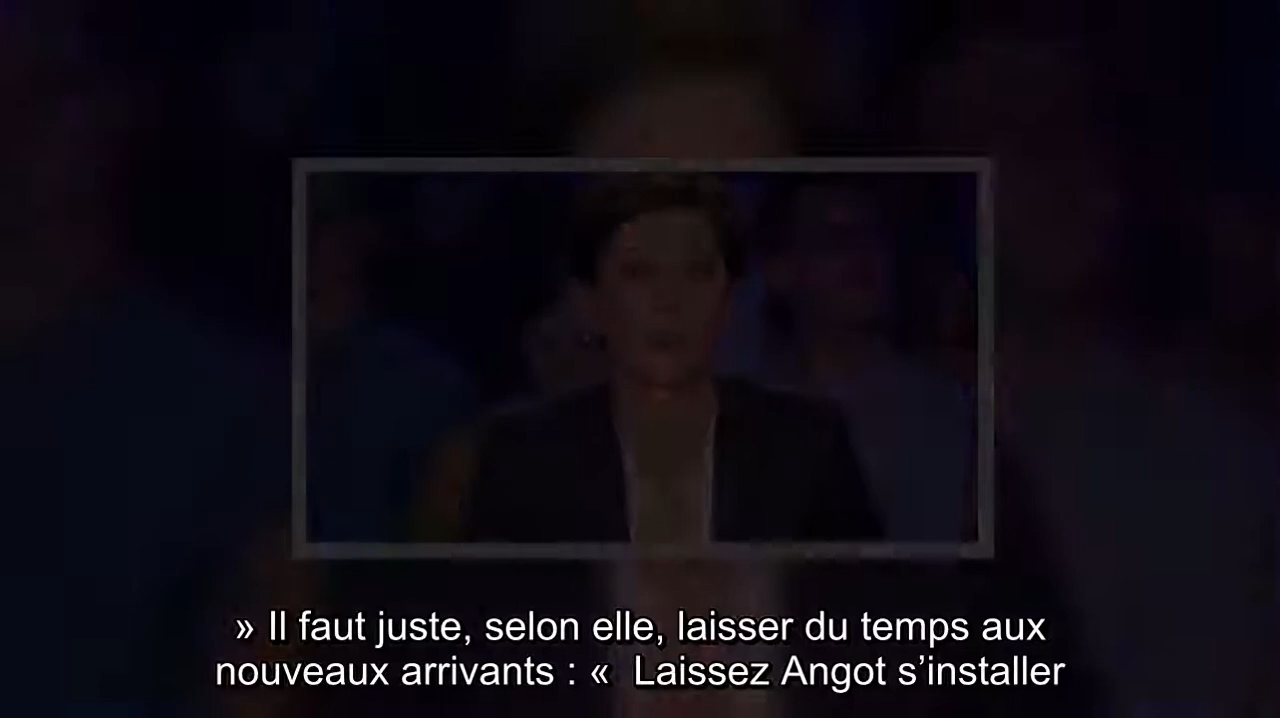 » Il faut juste, selon elle, laisser du temps aux
nouveaux arrivants : «  Laissez Angot s’installer